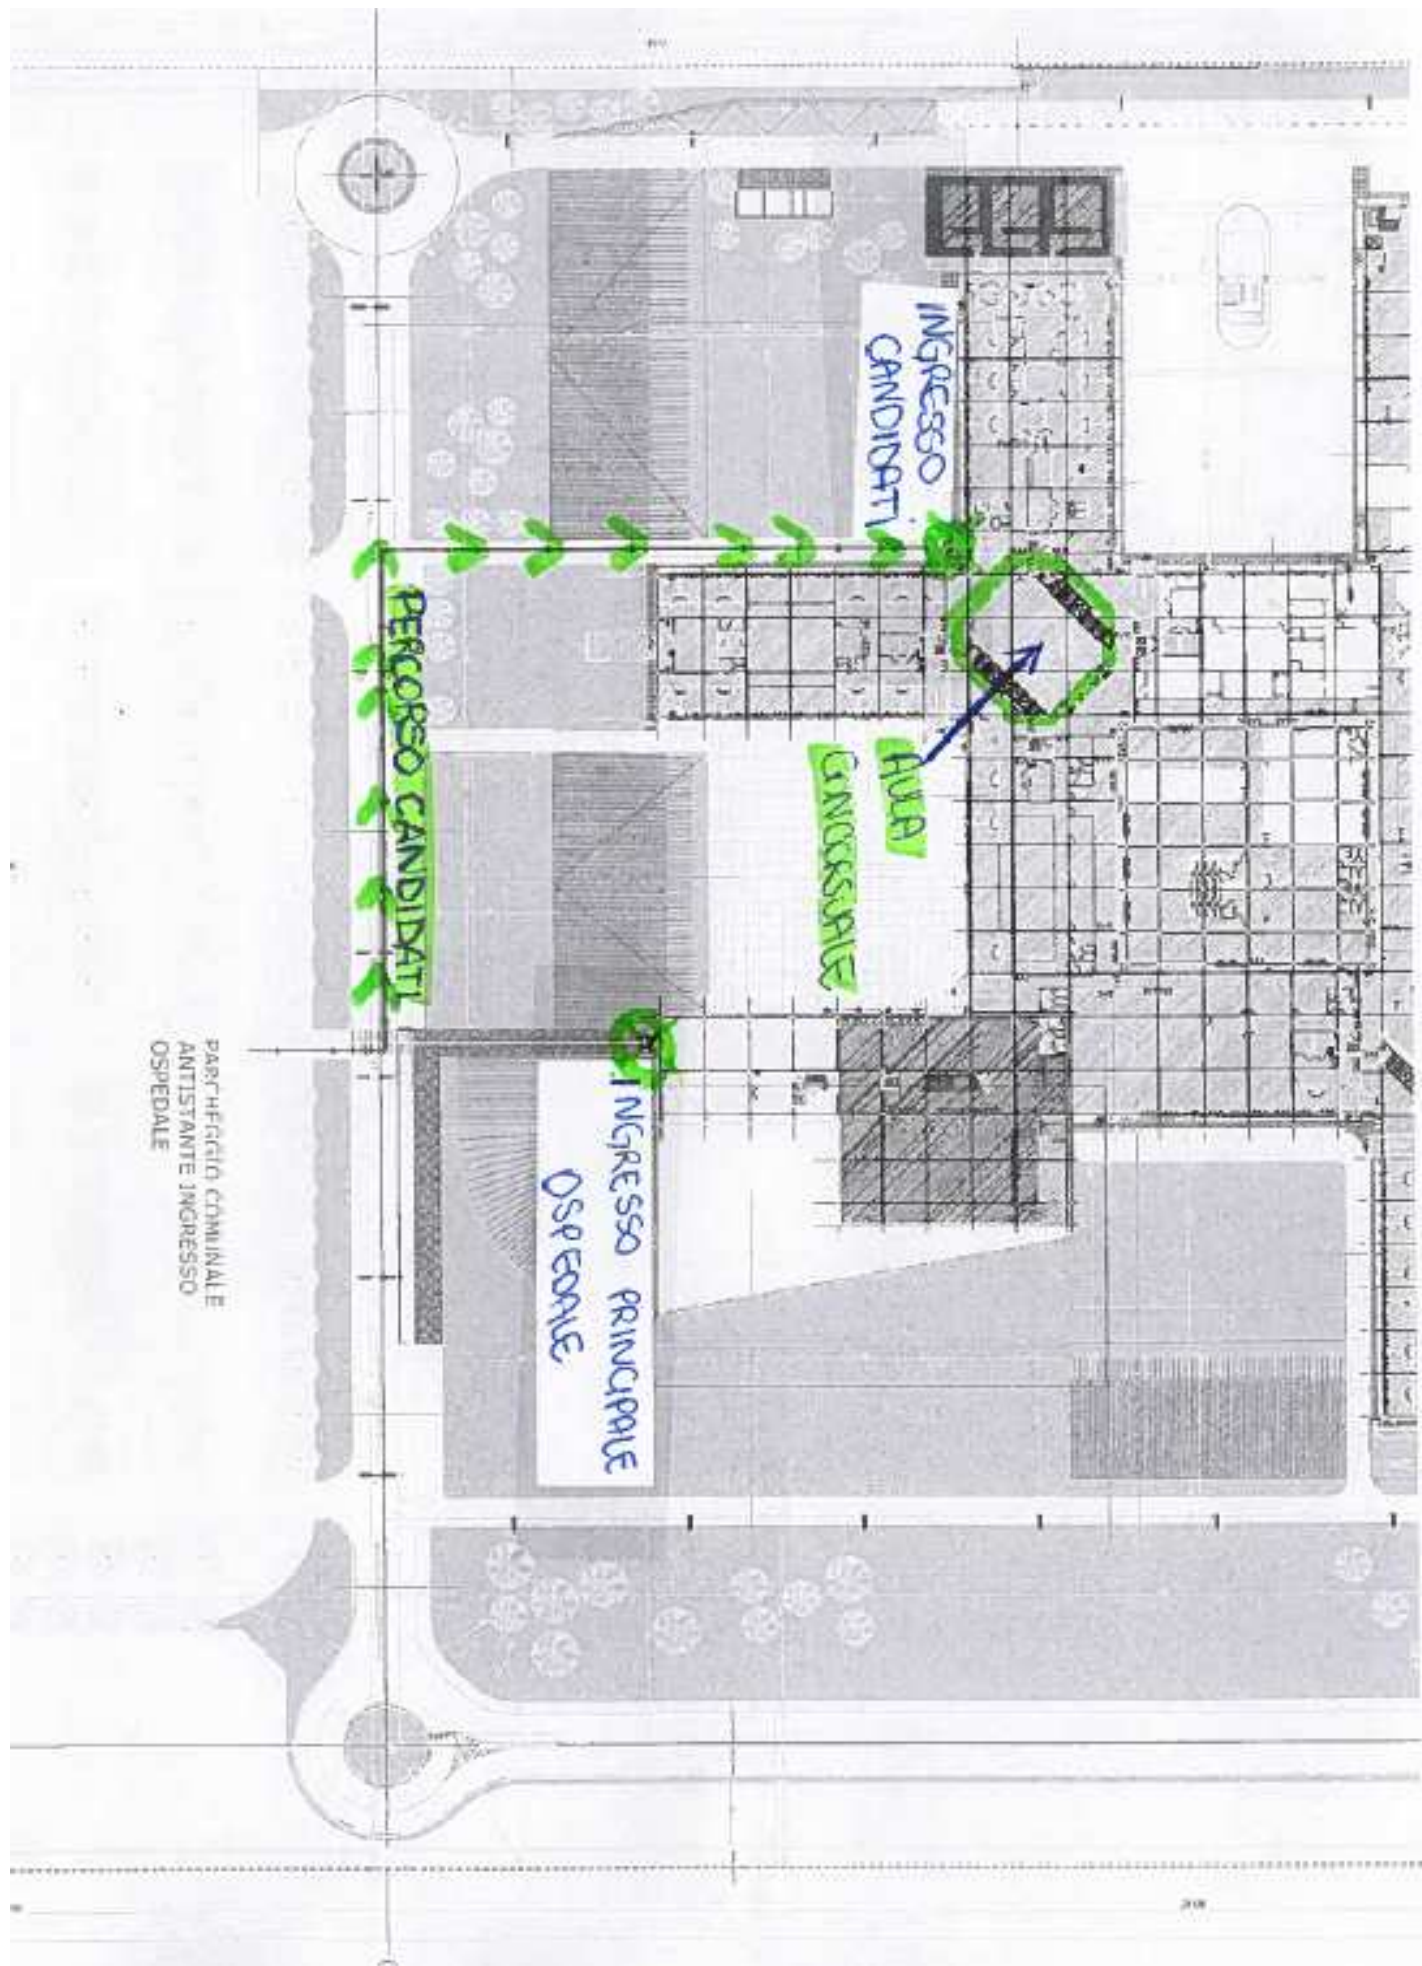 INGRESSO
CANDIDATI
PERCORSO CANDIDATI
AULA
CONCORSUALE
INGRESSO PRINCIPALE
OSPEDALE
PARCHEGGIO COMUNALE
ANTISTANTE INGRESSO
OSPEDALE